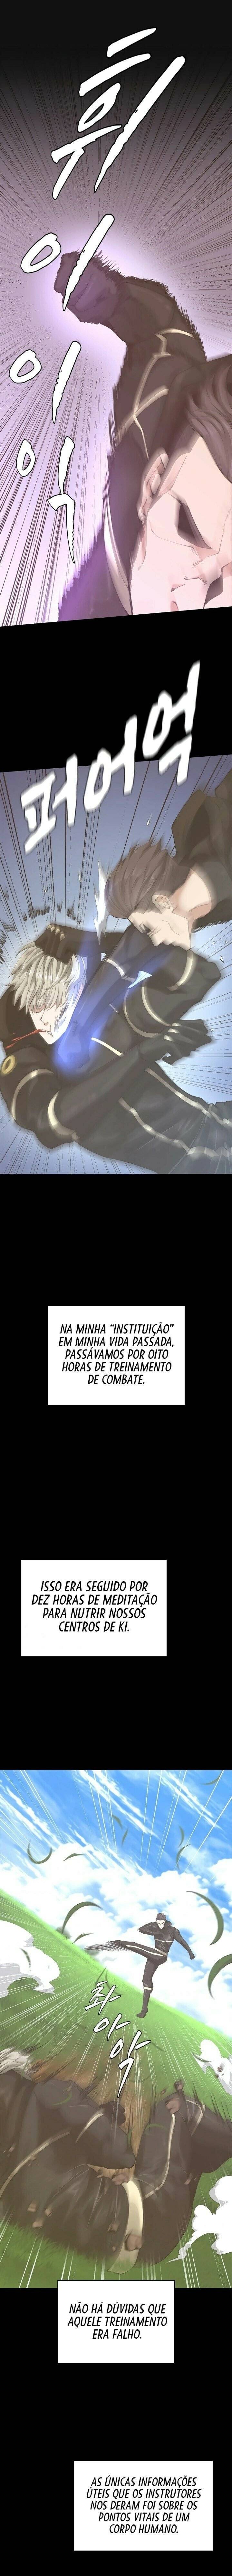 휘
이
이
익
퍼어억
NA MINHA "INSTITUIÇÃO"
EM MINHA VIDA PASSADA,
PASSÁVAMOS POR OITO
HORAS DE TREINAMENTO
DE COMBATE.
ISSO ERA SEGUIDO POR
DEZ HORAS DE MEDITAÇÃO
PARA NUTRIR NOSSOS
CENTROS DE KI.
촤
아
악
NÃO HÁ DÚVIDAS QUE
AQUELE TREINAMENTO
ERA FALHO.
AS ÚNICAS INFORMAÇÕES
ÚTEIS QUE OS INSTRUTORES
NOS DERAM FOI SOBRE OS
PONTOS VITAIS DE UM
CORPO HUMANO.